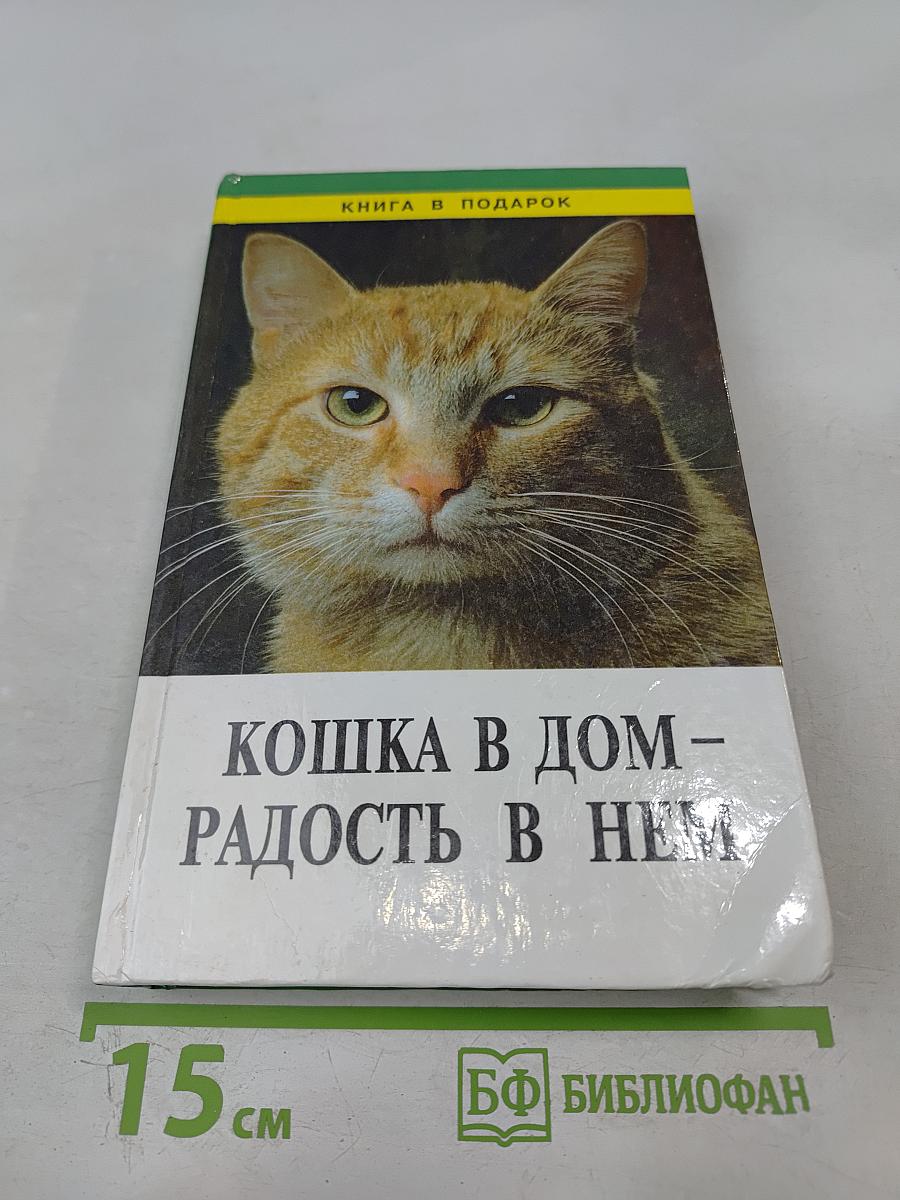 КНИГА В ПОДАРОК
КОШКА В ДОМ –
РАДОСТЬ В НЕМ
15 см
БФ БИБЛИОФАН